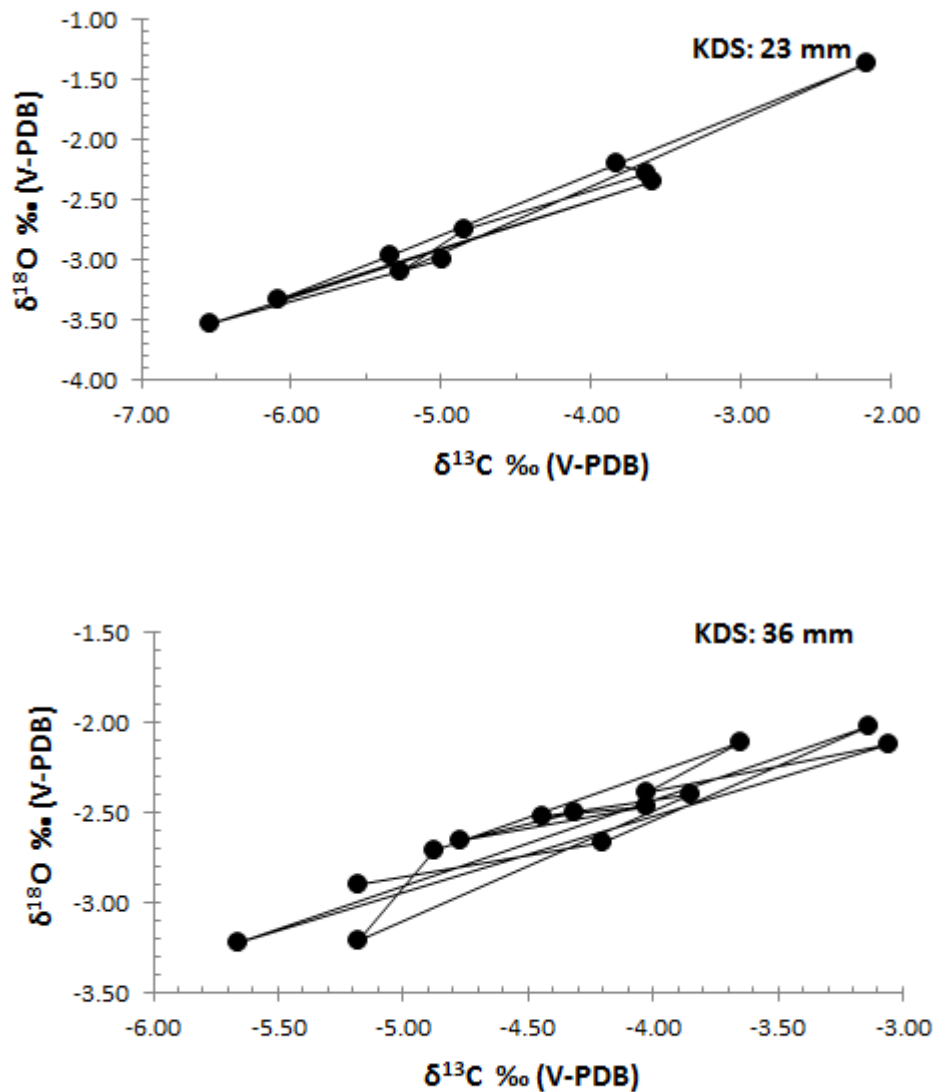 KDS: 23 mm
-1.00
-1.50
-2.00
-2.50
-3.00
-3.50
-4.00
δ¹⁸O ‰ (V-PDB)
-7.00 -6.00 -5.00 -4.00 -3.00 -2.00
δ¹³C ‰ (V-PDB)
KDS: 36 mm
-1.50
-2.00
-2.50
-3.00
-3.50
δ¹⁸O ‰ (V-PDB)
-6.00 -5.50 -5.00 -4.50 -4.00 -3.50 -3.00
δ¹³C ‰ (V-PDB)